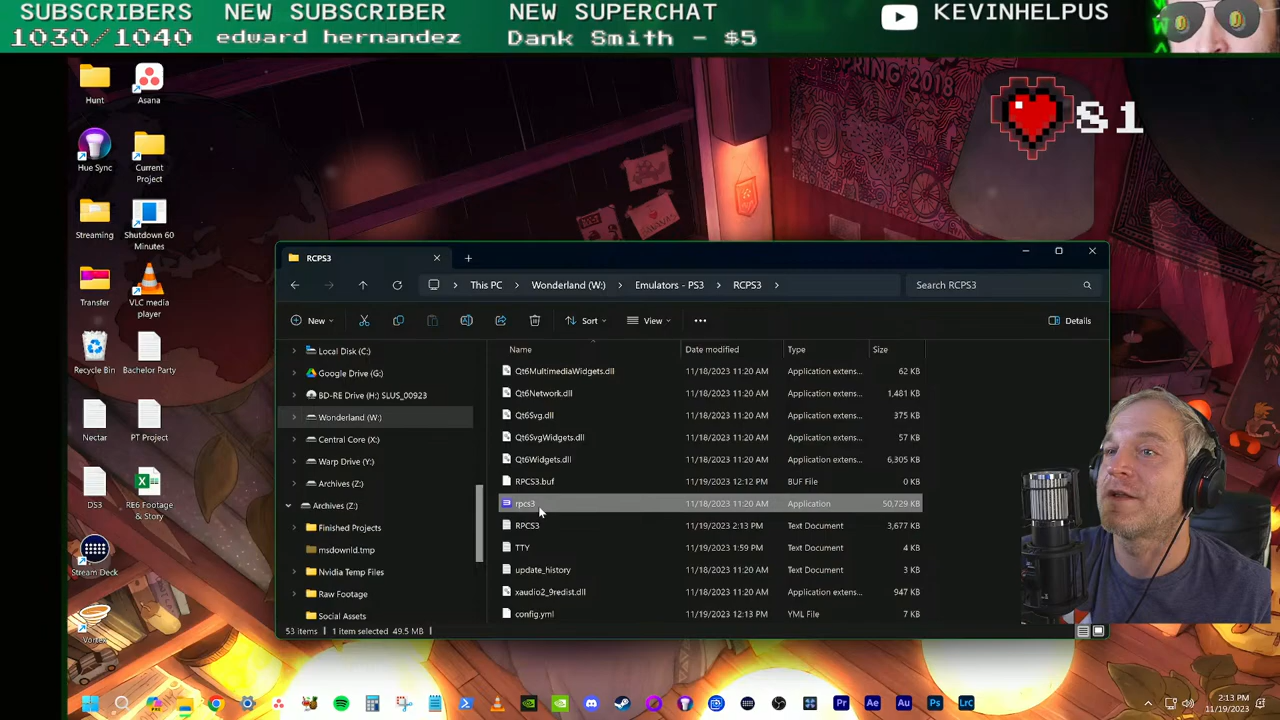 SUBSCRIBERS
1030/1040
NEW SUBSCRIBER
edward hernandez
NEW SUPERCHAT
Dank Smith - $5
KEVINHELPUS
SPRING 2018
81
Hunt
Asana
Hue Sync
Current
Project
Streaming
Shutdown 60
Minutes
Transfer
VLC media
player
Recycle Bin
Bachelor Party
Nectar
PT Project
DS3
RE6 Footage
& Story
Stream Deck
Vortex
RCPS3
This PC
Wonderland (W:)
Emulators - PS3
RCPS3
Search RCPS3
New
Sort
View
Details
Local Disk (C:)
Google Drive (G:)
BD-RE Drive (H:) SLUS_00923
Wonderland (W:)
Central Core (X:)
Warp Drive (Y:)
Archives (Z:)
Archives (Z:)
Finished Projects
msdownld.tmp
Nvidia Temp Files
Raw Footage
Social Assets
Name Date modified Type Size
Qt6MultimediaWidgets.dll 11/18/2023 11:20 AM Application extens... 62 KB
Qt6Network.dll 11/18/2023 11:20 AM Application extens... 1,481 KB
Qt6Svg.dll 11/18/2023 11:20 AM Application extens... 375 KB
Qt6SvgWidgets.dll 11/18/2023 11:20 AM Application extens... 57 KB
Qt6Widgets.dll 11/18/2023 11:20 AM Application extens... 6,305 KB
RPCS3.buf 11/19/2023 12:12 PM BUF File 0 KB
rpcs3 11/18/2023 11:20 AM Application 50,729 KB
RPCS3 11/19/2023 2:13 PM Text Document 3,677 KB
TTY 11/19/2023 1:59 PM Text Document 4 KB
update_history 11/18/2023 11:20 AM Text Document 3 KB
xaudio2_9redist.dll 11/18/2023 11:20 AM Application extens... 947 KB
config.yml 11/19/2023 12:13 PM YML File 7 KB
53 items
1 item selected 49.5 MB
Pr
Ae
Au
Ps
LrC
2:13 PM
11/19/2023